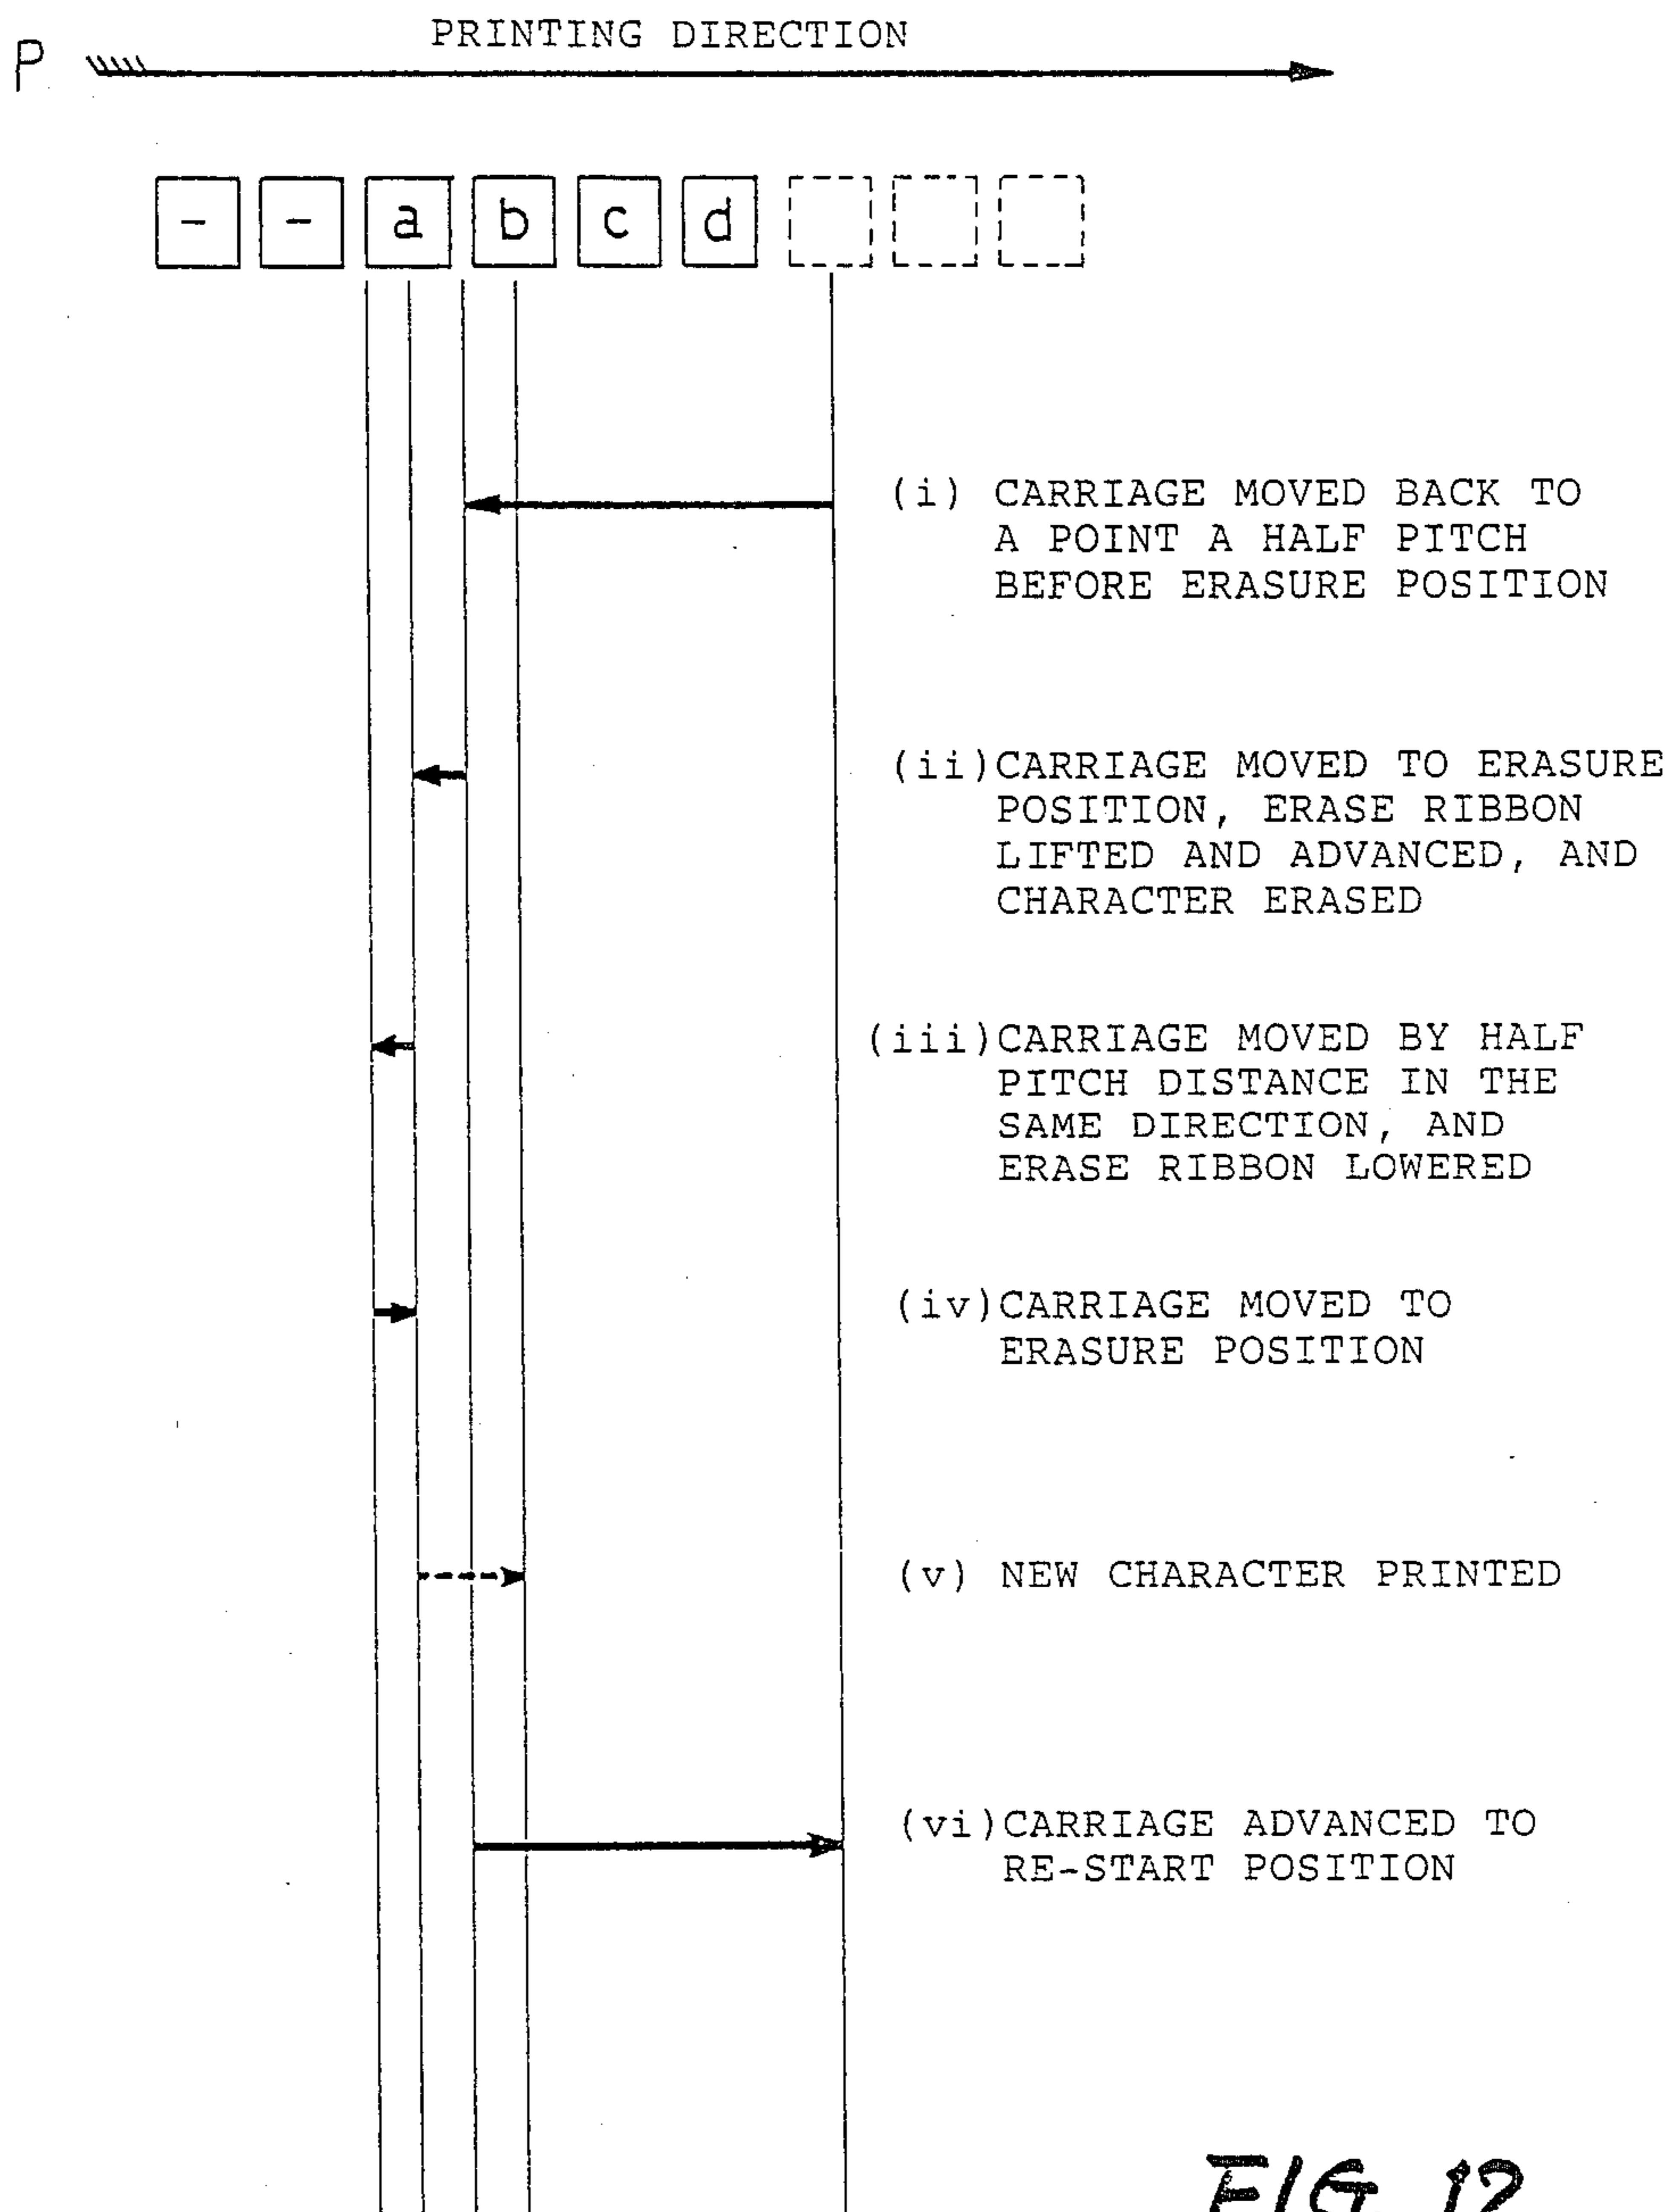 PRINTING DIRECTION
P
- - a b c d
(i) CARRIAGE MOVED BACK TO
A POINT A HALF PITCH
BEFORE ERASURE POSITION
(ii) CARRIAGE MOVED TO ERASURE
POSITION, ERASE RIBBON
LIFTED AND ADVANCED, AND
CHARACTER ERASED
(iii) CARRIAGE MOVED BY HALF
PITCH DISTANCE IN THE
SAME DIRECTION, AND
ERASE RIBBON LOWERED
(iv) CARRIAGE MOVED TO
ERASURE POSITION
(v) NEW CHARACTER PRINTED
(vi) CARRIAGE ADVANCED TO
RE-START POSITION